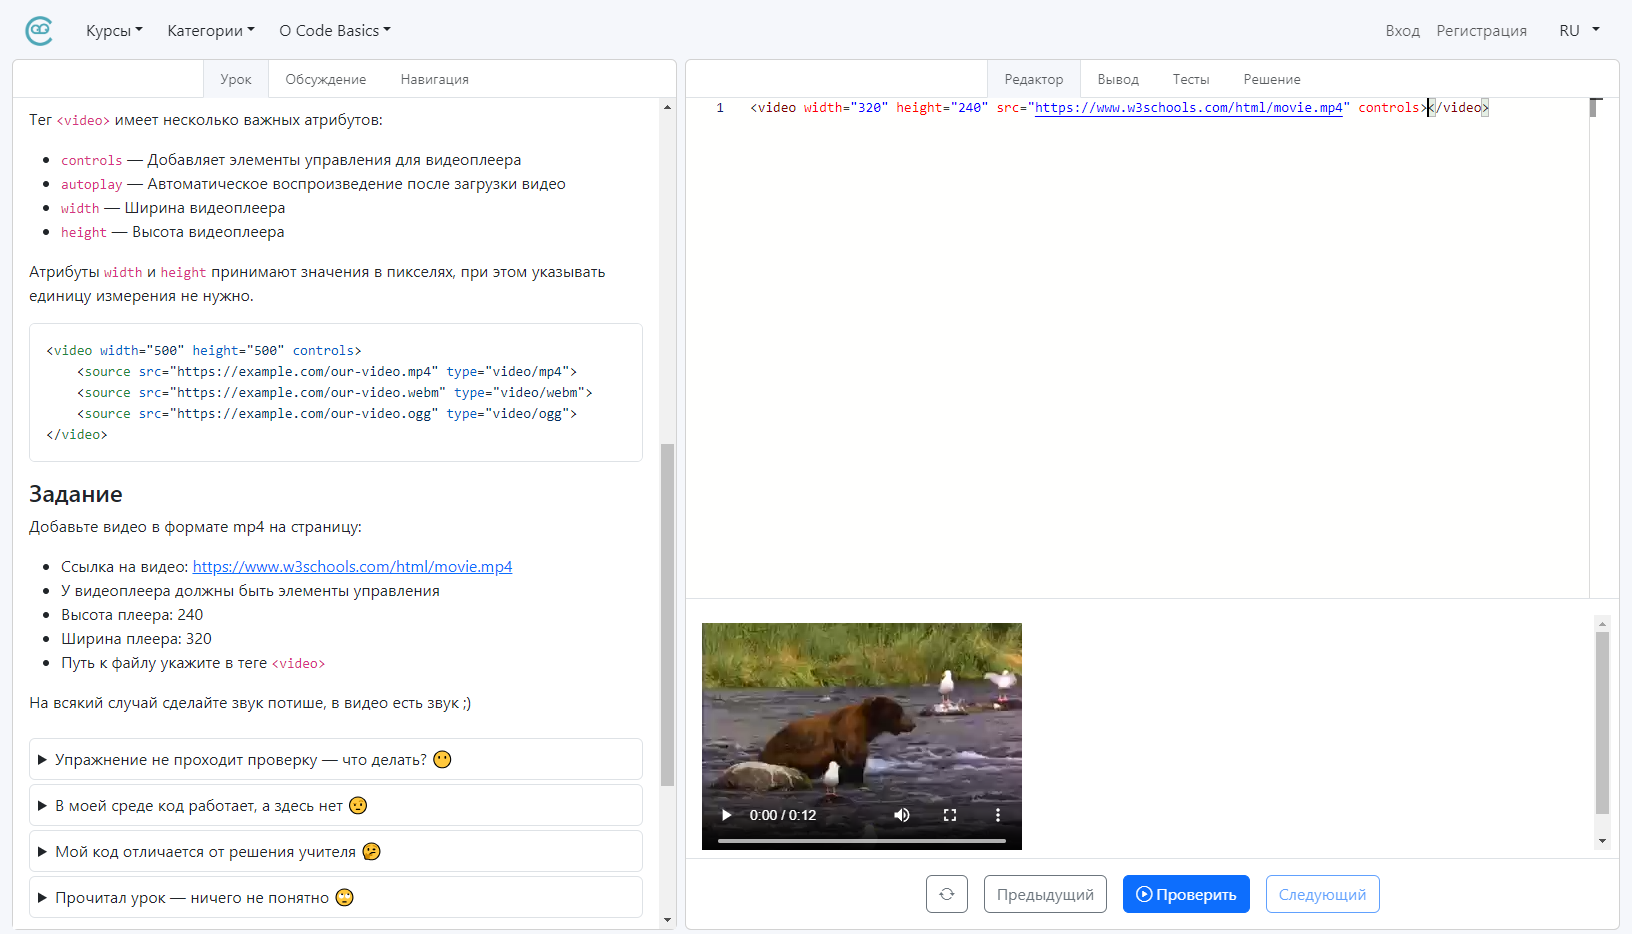 Курсы
Категории
О Code Basics
Вход
Регистрация
RU
Урок
Обсуждение
Навигация
Тег <video> имеет несколько важных атрибутов:
controls — Добавляет элементы управления для видеоплеера
autoplay — Автоматическое воспроизведение после загрузки видео
width — Ширина видеоплеера
height — Высота видеоплеера
Атрибуты width и height принимают значения в пикселях, при этом указывать
единицу измерения не нужно.
<video width="500" height="500" controls>
<source src="https://example.com/our-video.mp4" type="video/mp4">
<source src="https://example.com/our-video.webm" type="video/webm">
<source src="https://example.com/our-video.ogg" type="video/ogg">
</video>
Задание
Добавьте видео в формате mp4 на страницу:
Ссылка на видео: https://www.w3schools.com/html/movie.mp4
У видеоплеера должны быть элементы управления
Высота плеера: 240
Ширина плеера: 320
Путь к файлу укажите в теге <video>
На всякий случай сделайте звук потише, в видео есть звук ;)
Упражнение не проходит проверку — что делать? 😶
В моей среде код работает, а здесь нет 🤨
Мой код отличается от решения учителя 🤔
Прочитал урок — ничего не понятно 🙄
Редактор
Вывод
Тесты
Решение
1 <video width="320" height="240" src="https://www.w3schools.com/html/movie.mp4" controls></video>
0:00 / 0:12
Предыдущий
Проверить
Следующий